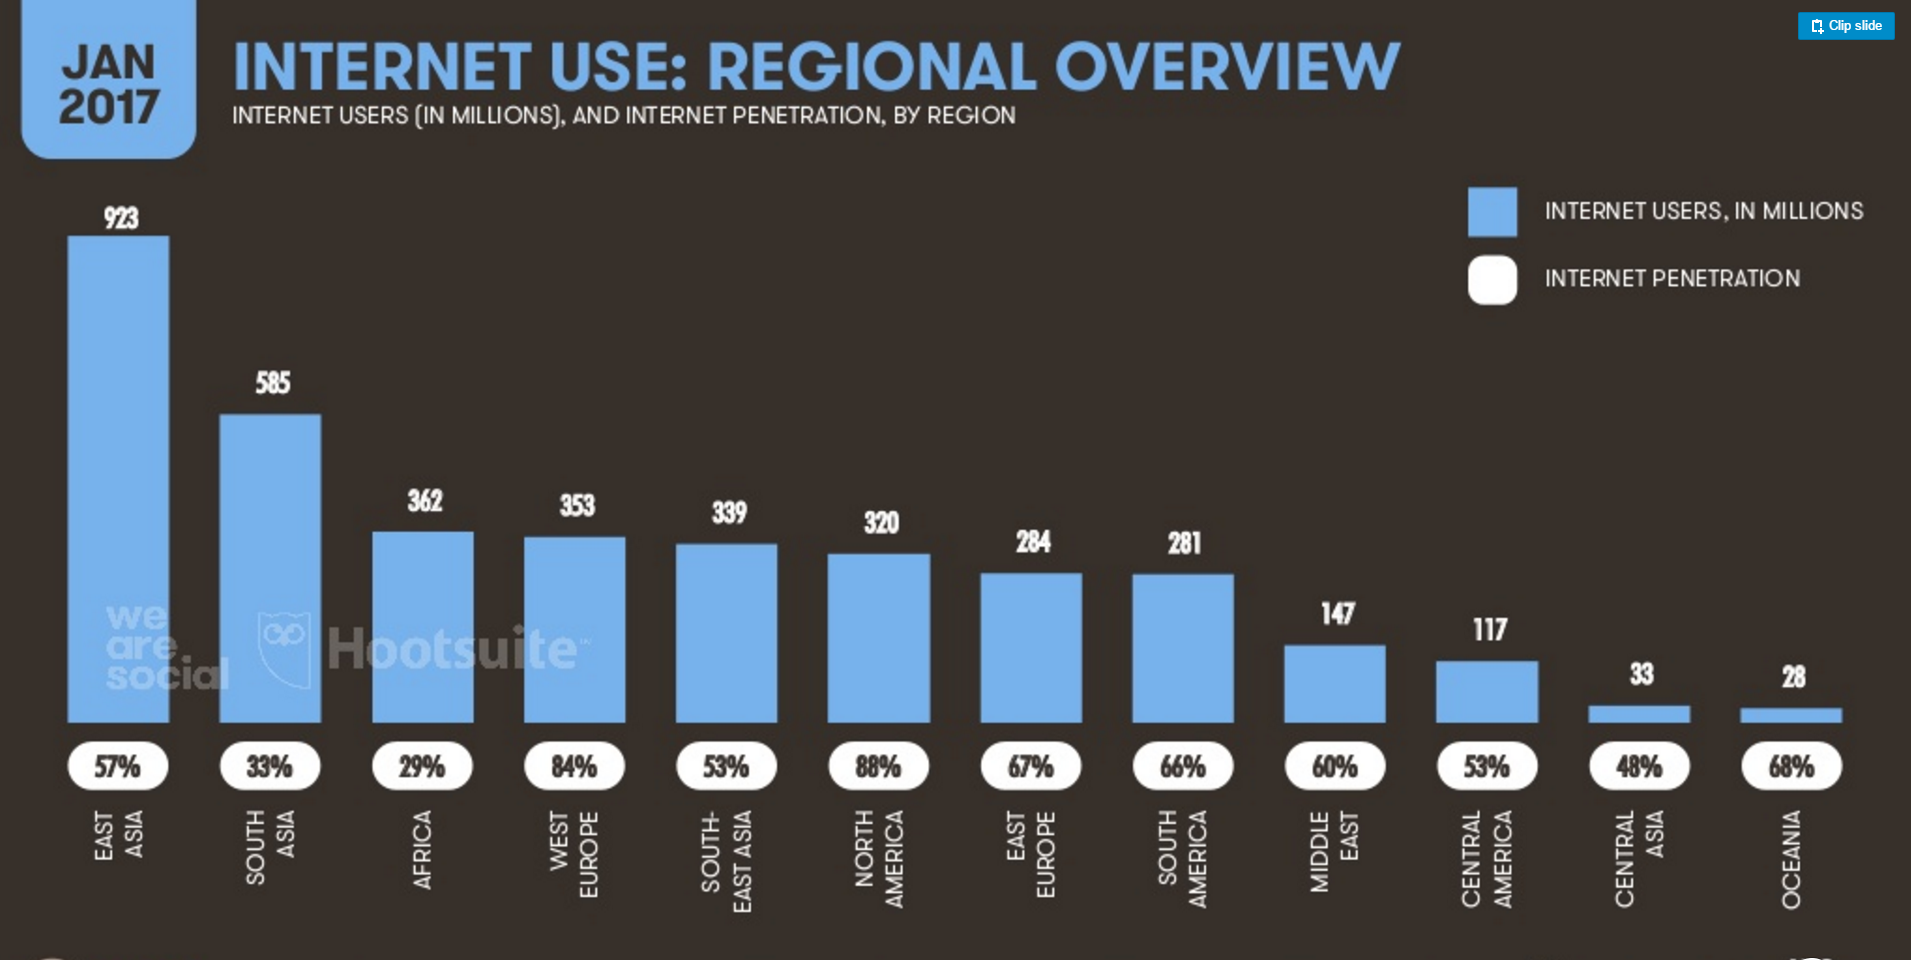 Clip slide
JAN
2017
INTERNET USE: REGIONAL OVERVIEW
INTERNET USERS (IN MILLIONS), AND INTERNET PENETRATION, BY REGION
INTERNET USERS, IN MILLIONS
INTERNET PENETRATION
923
585
362
353
339
320
284
281
147
117
33
28
we
are
social
Hootsuite™
57%
33%
29%
84%
53%
88%
67%
66%
60%
53%
48%
68%
EAST
ASIA
SOUTH
ASIA
AFRICA
WEST
EUROPE
SOUTH-
EAST ASIA
NORTH
AMERICA
EAST
EUROPE
SOUTH
AMERICA
MIDDLE
EAST
CENTRAL
AMERICA
CENTRAL
ASIA
OCEANIA